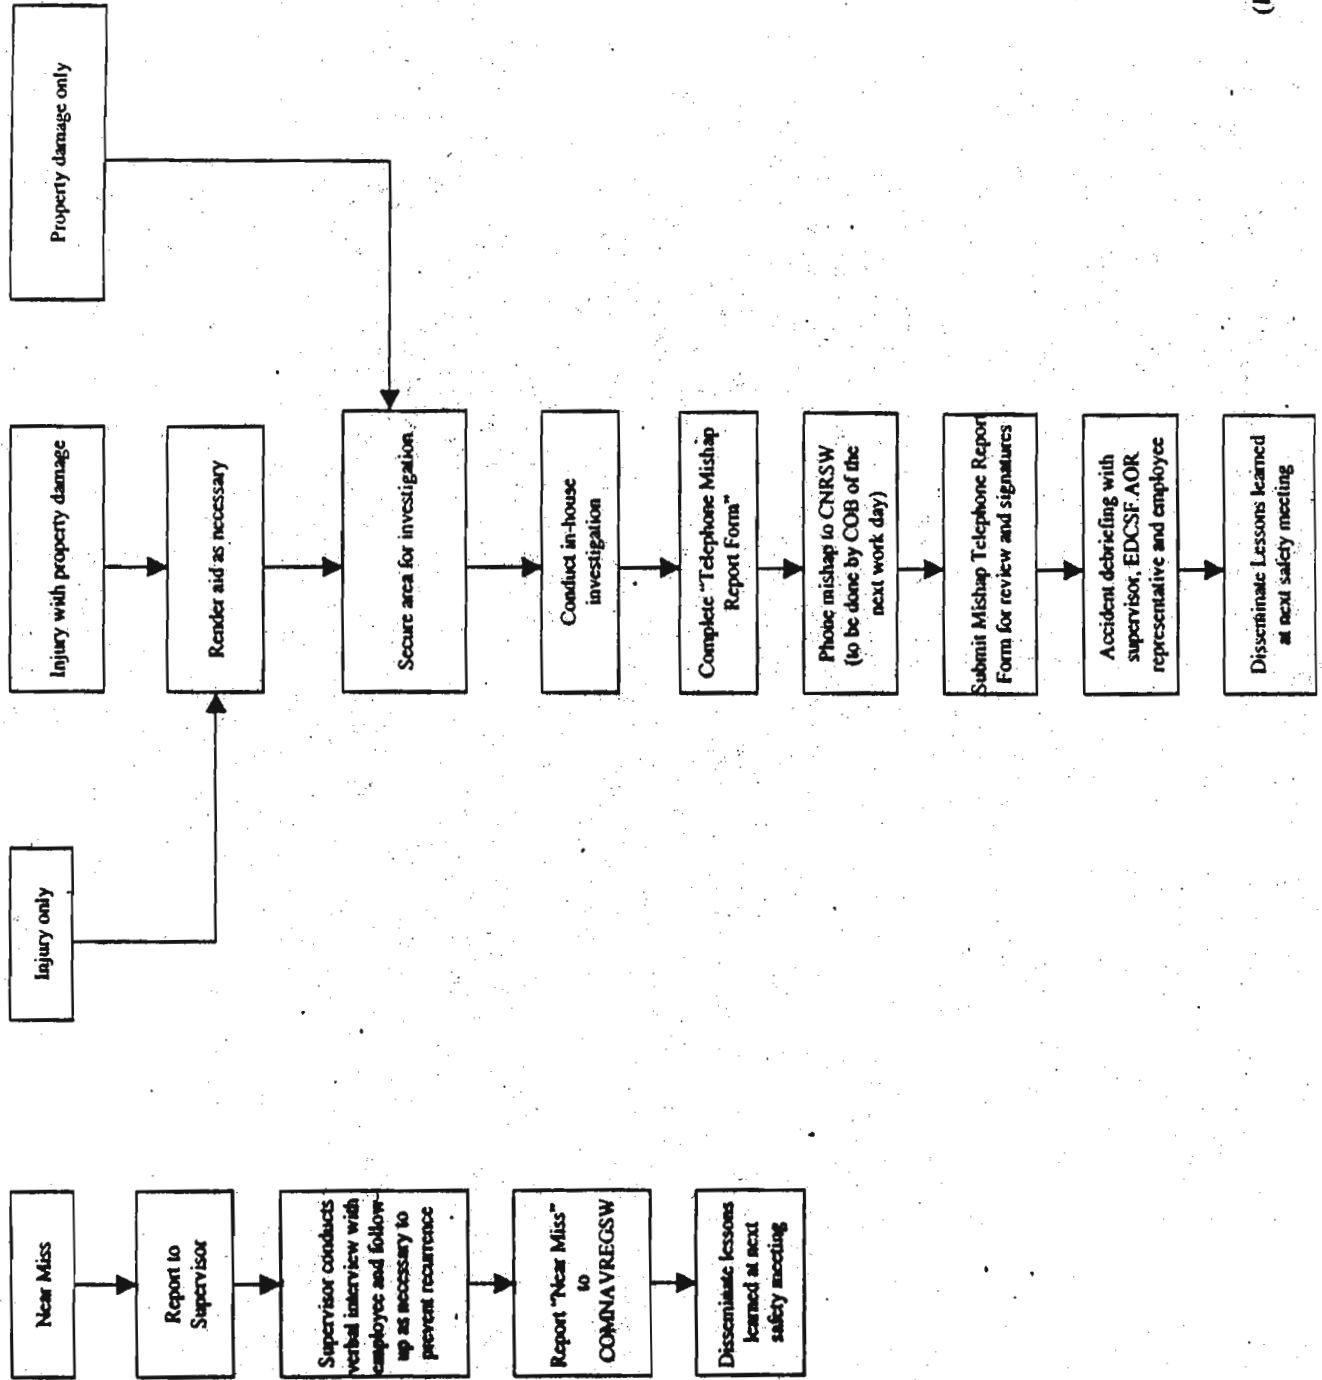 Near Miss
Report to
Supervisor
Supervisor conducts
verbal interview with
employee and follow-
up as necessary to
prevent recurrence
Report "Near Miss"
to
COMNAVREGSW
Disseminate lessons
learned at next
safety meeting
Injury only
Injury with property damage
Render aid as necessary
Property damage only
Secure area for investigation
Conduct in-house
investigation
Complete "Telephone Mishap
Report Form"
Phone mishap to CNRSW
(to be done by COB of the
next work day)
Submit Mishap Telephone Report
Form for review and signatures
Accident debriefing with
supervisor, EDCSF.AOR
representative and employee
Disseminate Lessons learned
at next safety meeting